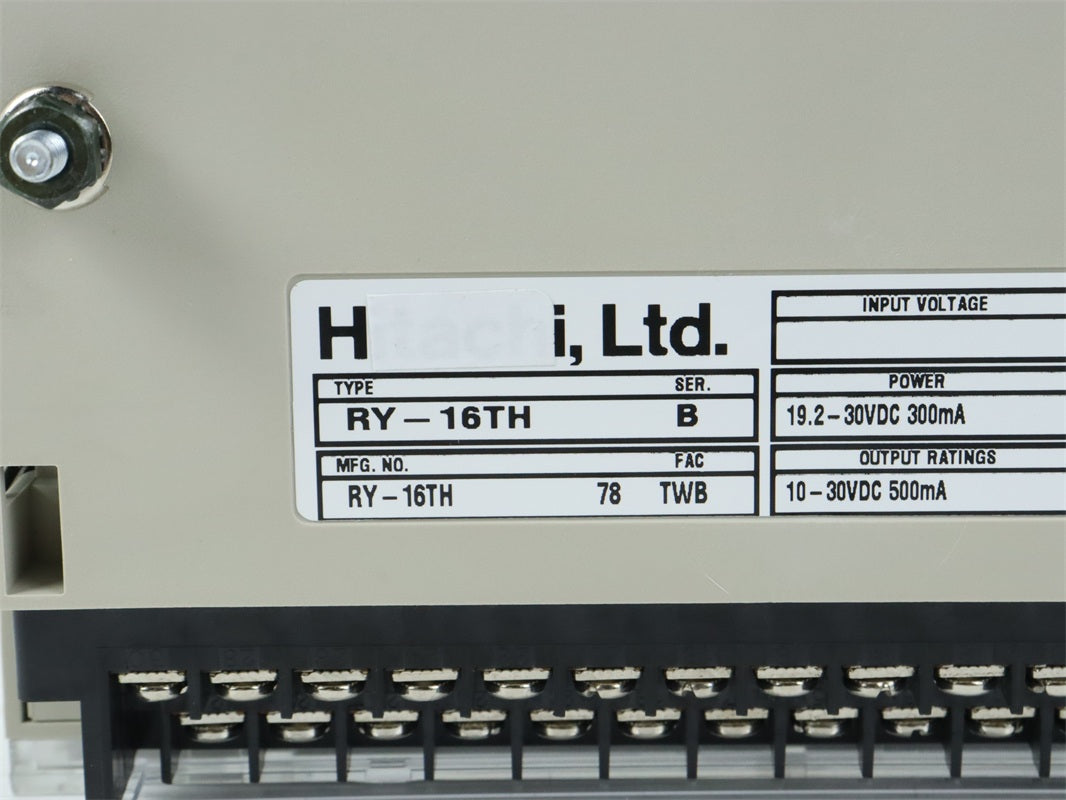 Hitachi, Ltd.
TYPE SER.
RY-16TH B
MFG. NO. FAC
RY-16TH 78 TWB
INPUT VOLTAGE
POWER
19.2-30VDC 300mA
OUTPUT RATINGS
10-30VDC 500mA